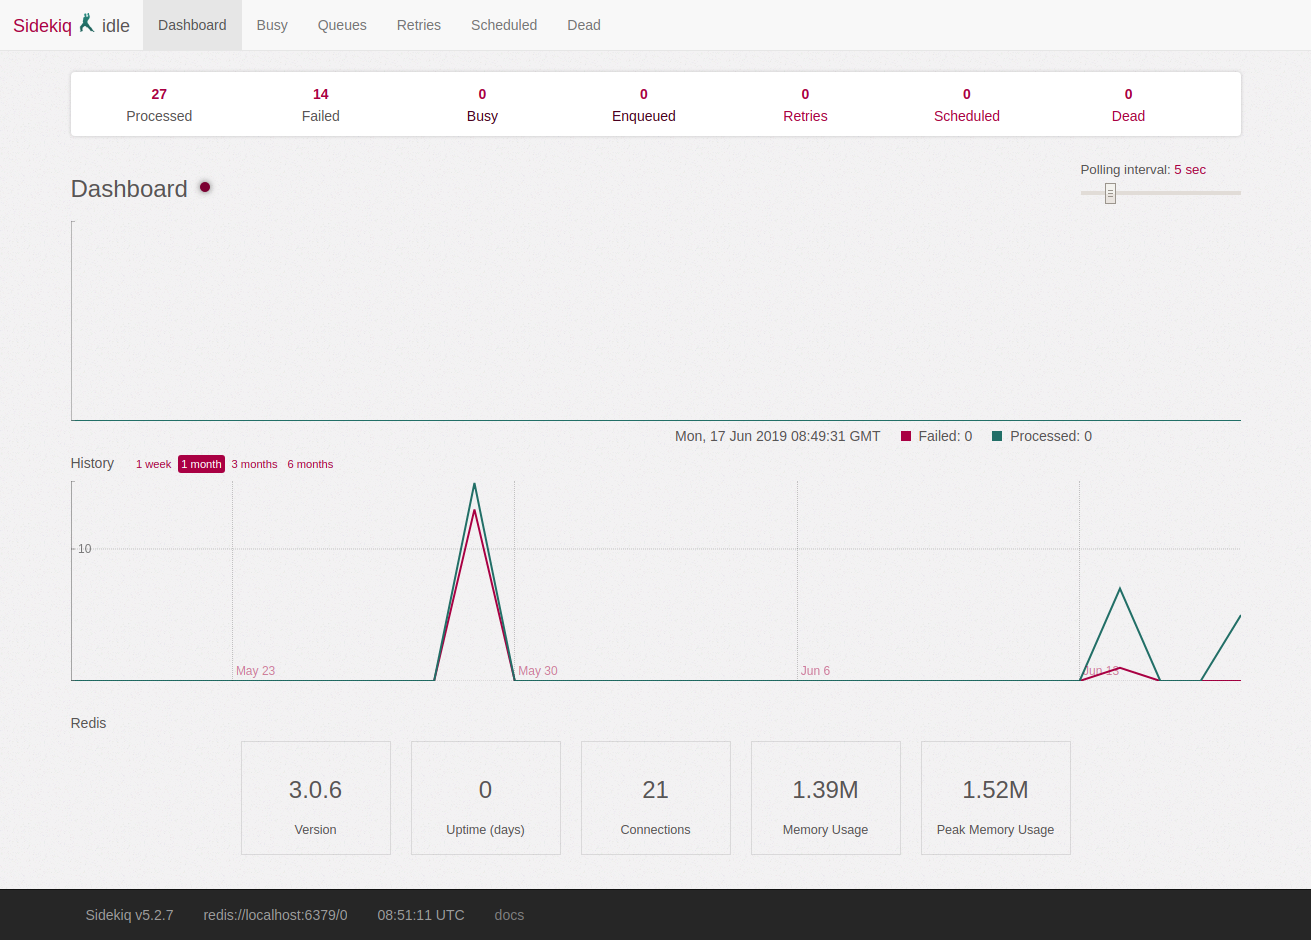 Sidekiq idle Dashboard Busy Queues Retries Scheduled Dead
27 14 0 0 0 0 0
Processed Failed Busy Enqueued Retries Scheduled Dead
Polling interval: 5 sec
Dashboard
Mon, 17 Jun 2019 08:49:31 GMT Failed: 0 Processed: 0
History 1 week 1 month 3 months 6 months
10
May 23 May 30 Jun 6 Jun 13
Redis
3.0.6 0 21 1.39M 1.52M
Version Uptime (days) Connections Memory Usage Peak Memory Usage
Sidekiq v5.2.7 redis://localhost:6379/0 08:51:11 UTC docs